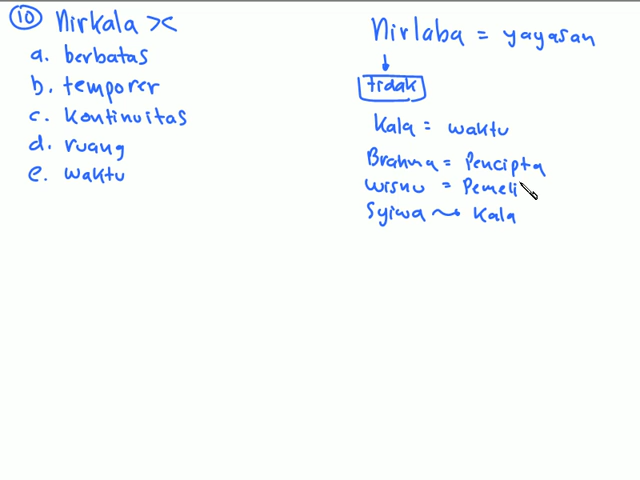 10 Nirkala ><
a. berbatas
b. temporer
c. kontinuitas
d. ruang
e. waktu
Nirlaba = yayasan
↓
tidak
Kala = waktu
Brahma = Pencipta
Wisnu = Pemeli
Syiwa ~> Kala